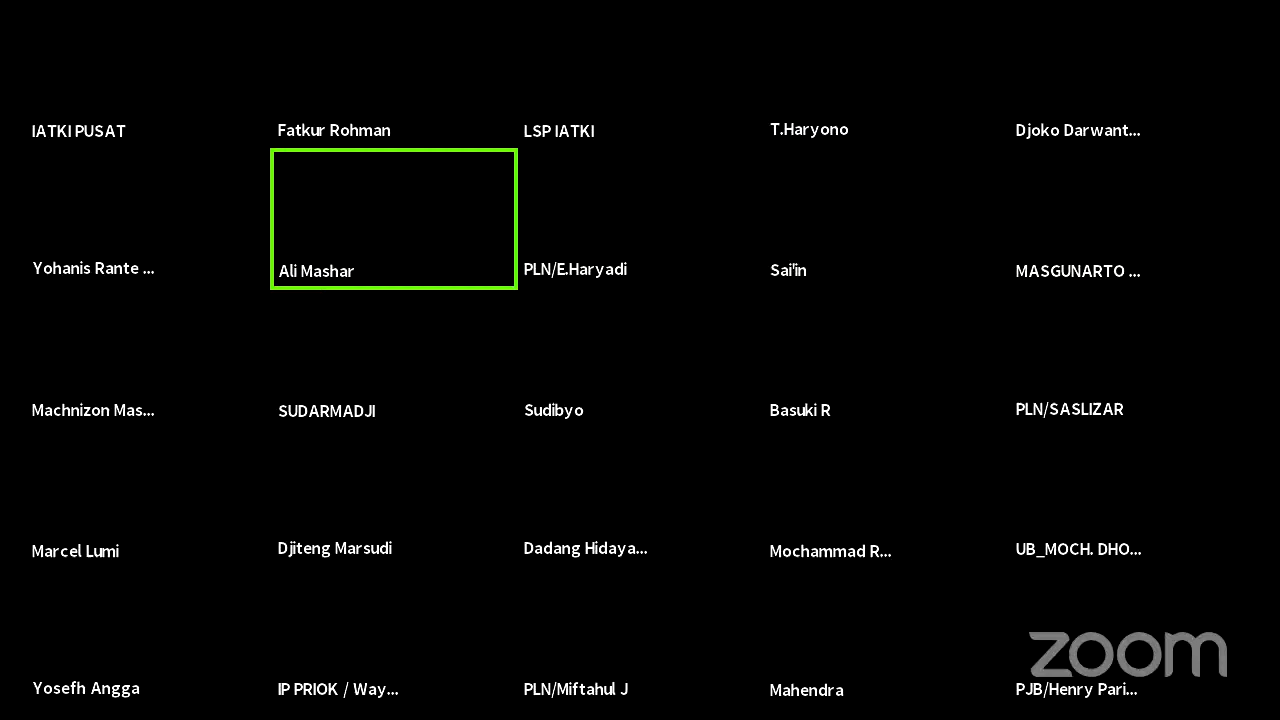 IATKI PUSAT
Fatkur Rohman
LSP IATKI
T.Haryono
Djoko Darwant...
Yohanis Rante ...
Ali Mashar
PLN/E.Haryadi
Sai'in
MASGUNARTO ...
Machnizon Mas...
SUDARMADJI
Sudibyo
Basuki R
PLN/SASLIZAR
Marcel Lumi
Djiteng Marsudi
Dadang Hidaya...
Mochammad R...
UB_MOCH. DHO...
Yosefh Angga
IP PRIOK / Way...
PLN/Miftahul J
Mahendra
PJB/Henry Pari...
zoom